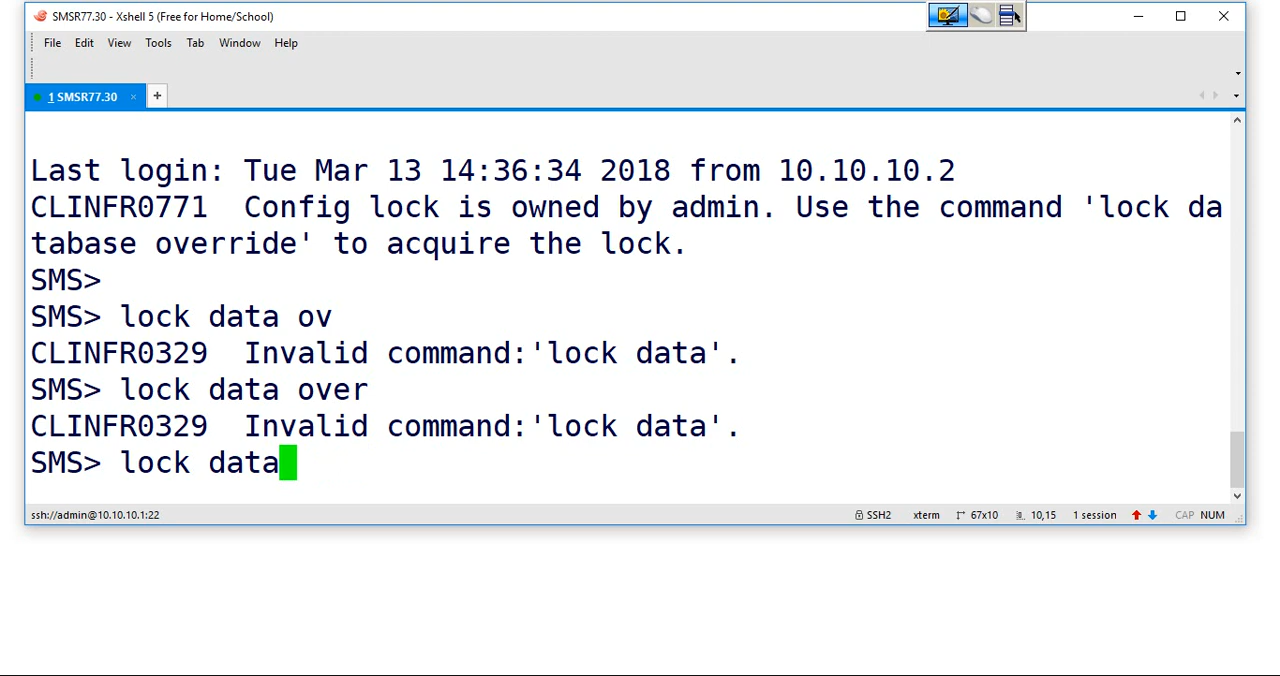 SMSR77.30 - Xshell 5 (Free for Home/School)
File Edit View Tools Tab Window Help
1 SMSR77.30 × +
Last login: Tue Mar 13 14:36:34 2018 from 10.10.10.2
CLINFR0771  Config lock is owned by admin. Use the command 'lock da
tabase override' to acquire the lock.
SMS>
SMS> lock data ov
CLINFR0329  Invalid command:'lock data'.
SMS> lock data over
CLINFR0329  Invalid command:'lock data'.
SMS> lock data
ssh://admin@10.10.10.1:22 SSH2 xterm 67x10 10,15 1 session CAP NUM